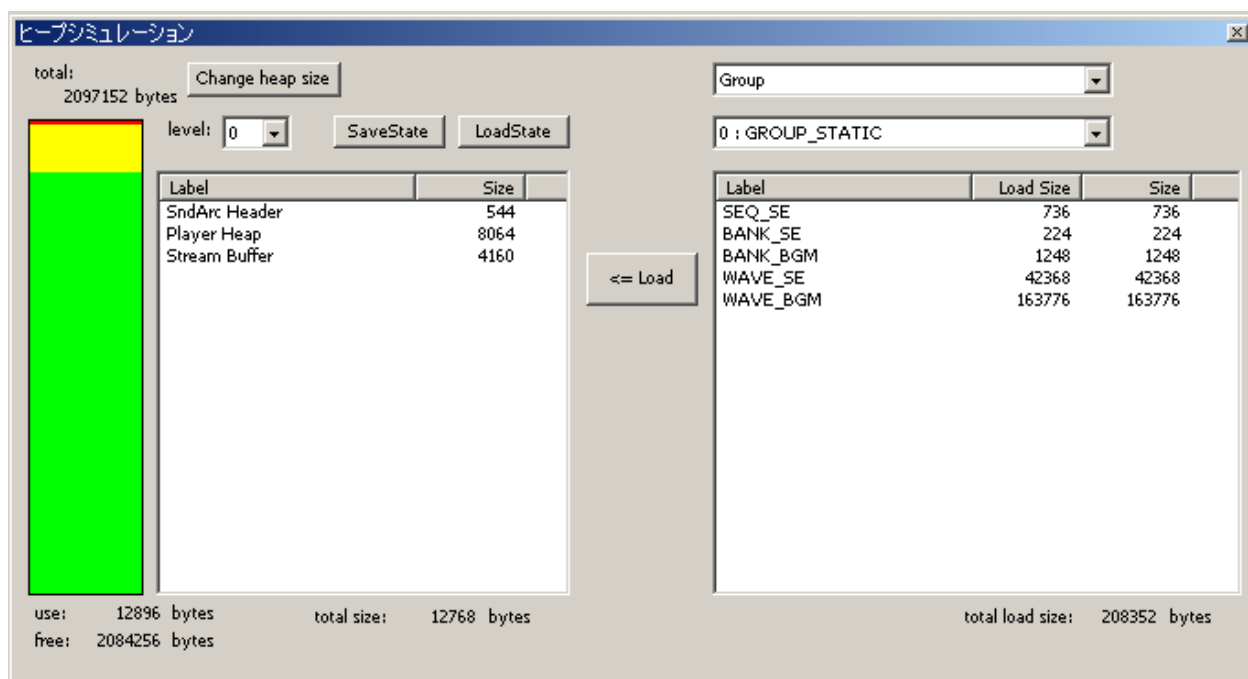 ヒープシミュレーション
total:
2097152 bytes
Change heap size
Group
level: 0
SaveState
LoadState
0 : GROUP_STATIC
Label Size
SndArc Header 544
Player Heap 8064
Stream Buffer 4160
<= Load
Label Load Size Size
SEQ_SE 736 736
BANK_SE 224 224
BANK_BGM 1248 1248
WAVE_SE 42368 42368
WAVE_BGM 163776 163776
use: 12896 bytes
free: 2084256 bytes
total size: 12768 bytes
total load size: 208352 bytes